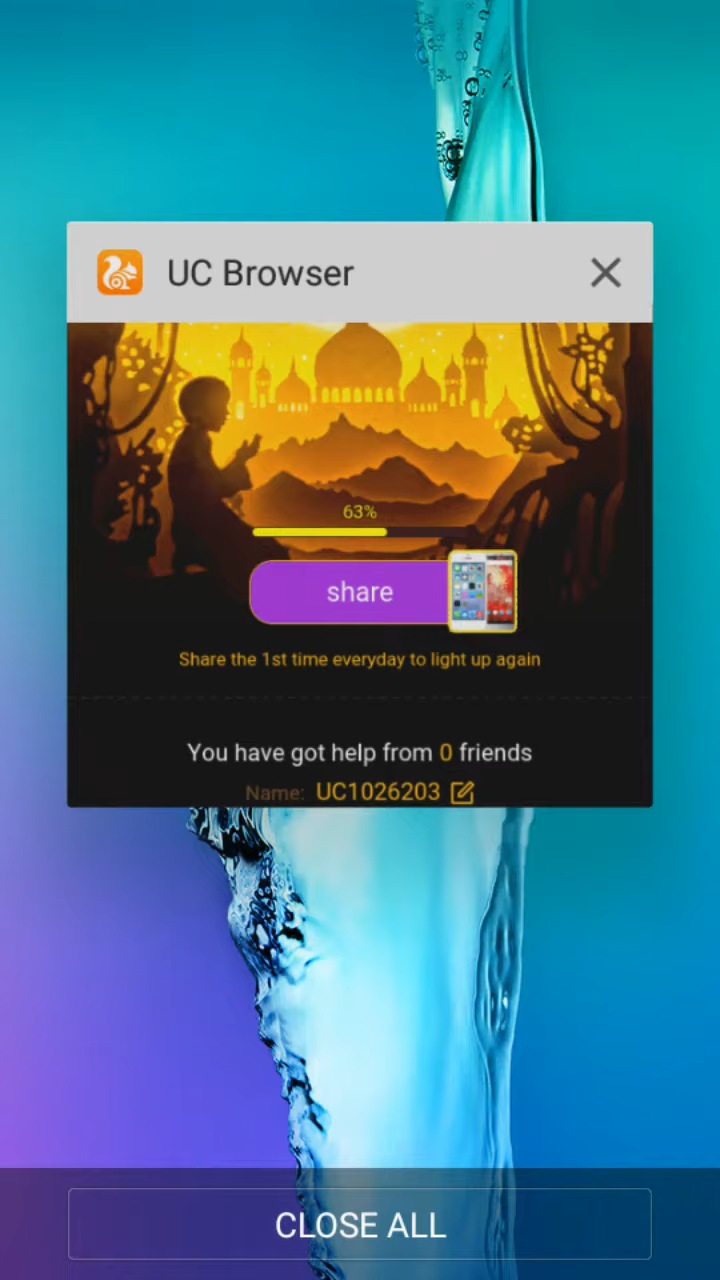 UC Browser
63%
share
Share the 1st time everyday to light up again
You have got help from 0 friends
Name: UC1026203
CLOSE ALL